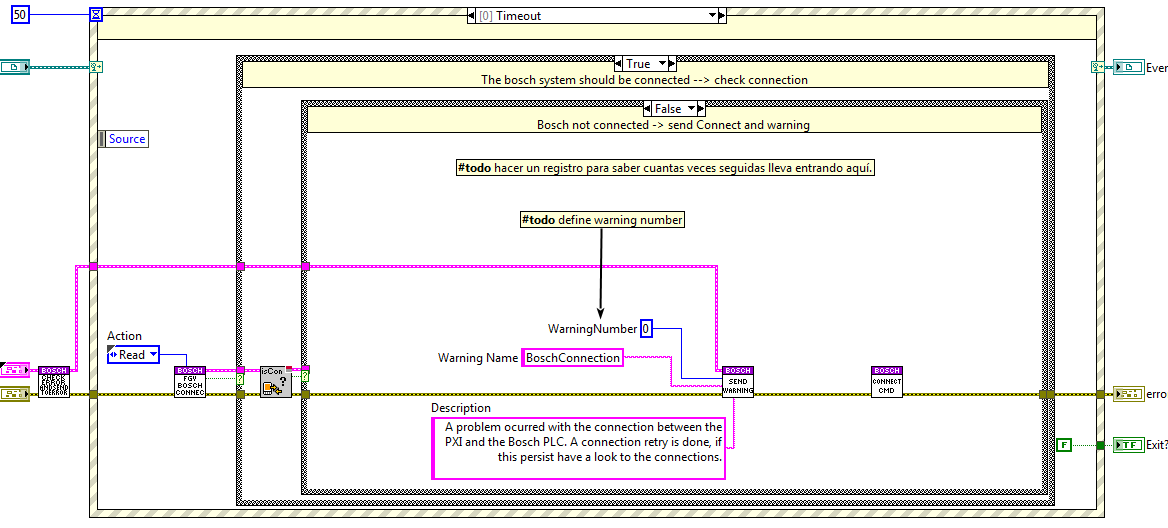 50
[0] Timeout
True
The bosch system should be connected --> check connection
Ever
False
Bosch not connected -> send Connect and warning
Source
#todo hacer un registro para saber cuantas veces seguidas lleva entrando aquí.
#todo define warning number
Action
Read
WarningNumber 0
Warning Name BoschConnection
BOSCH
CHECK
ERROR
BOSCH
FGV
BOSCH
CONNEC
isCon
?
BOSCH
SEND
WARNING
BOSCH
CONNECT
CMD
erro
Description
A problem ocurred with the connection between the
PXI and the Bosch PLC. A connection retry is done, if
this persist have a look to the connections.
F
TF
Exit?